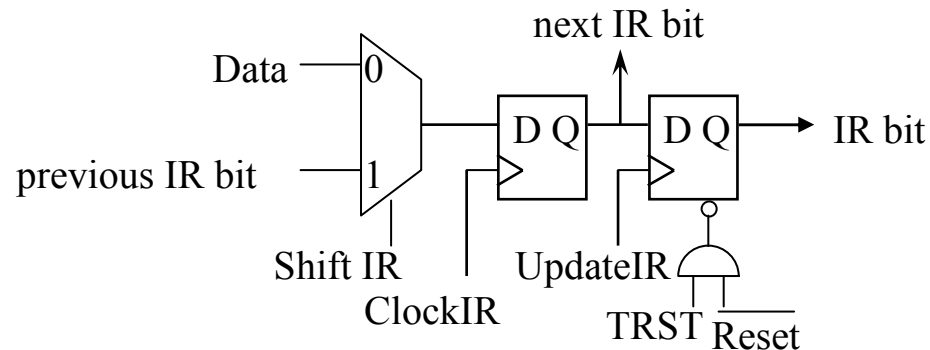 next IR bit
Data
0
D Q
D Q
IR bit
previous IR bit
1
Shift IR
UpdateIR
ClockIR
TRST
Reset